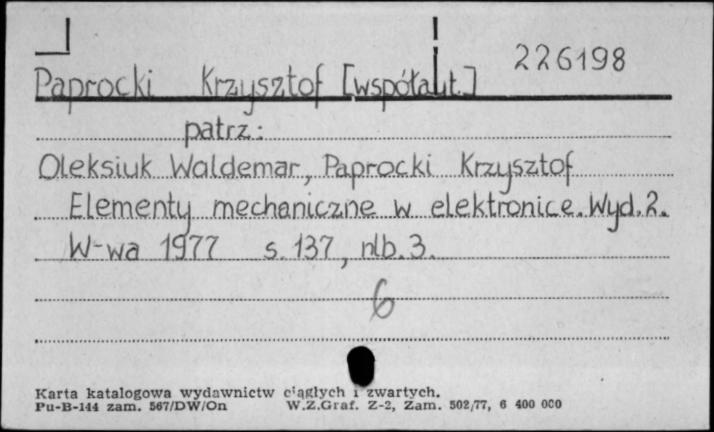 226198
Paprocki Krzysztof [współaut.]
patrz:
Oleksiuk Waldemar, Paprocki Krzysztof
Elementy mechaniczne w elektronice. Wyd. 2.
W-wa 1977 s. 137, nlb. 3.
6
Karta katalogowa wydawnictw ciągłych i zwartych.
Pu-B-144 zam. 567/DW/On W.Z.Graf. Z-2, Zam. 502/77, 6 400 000